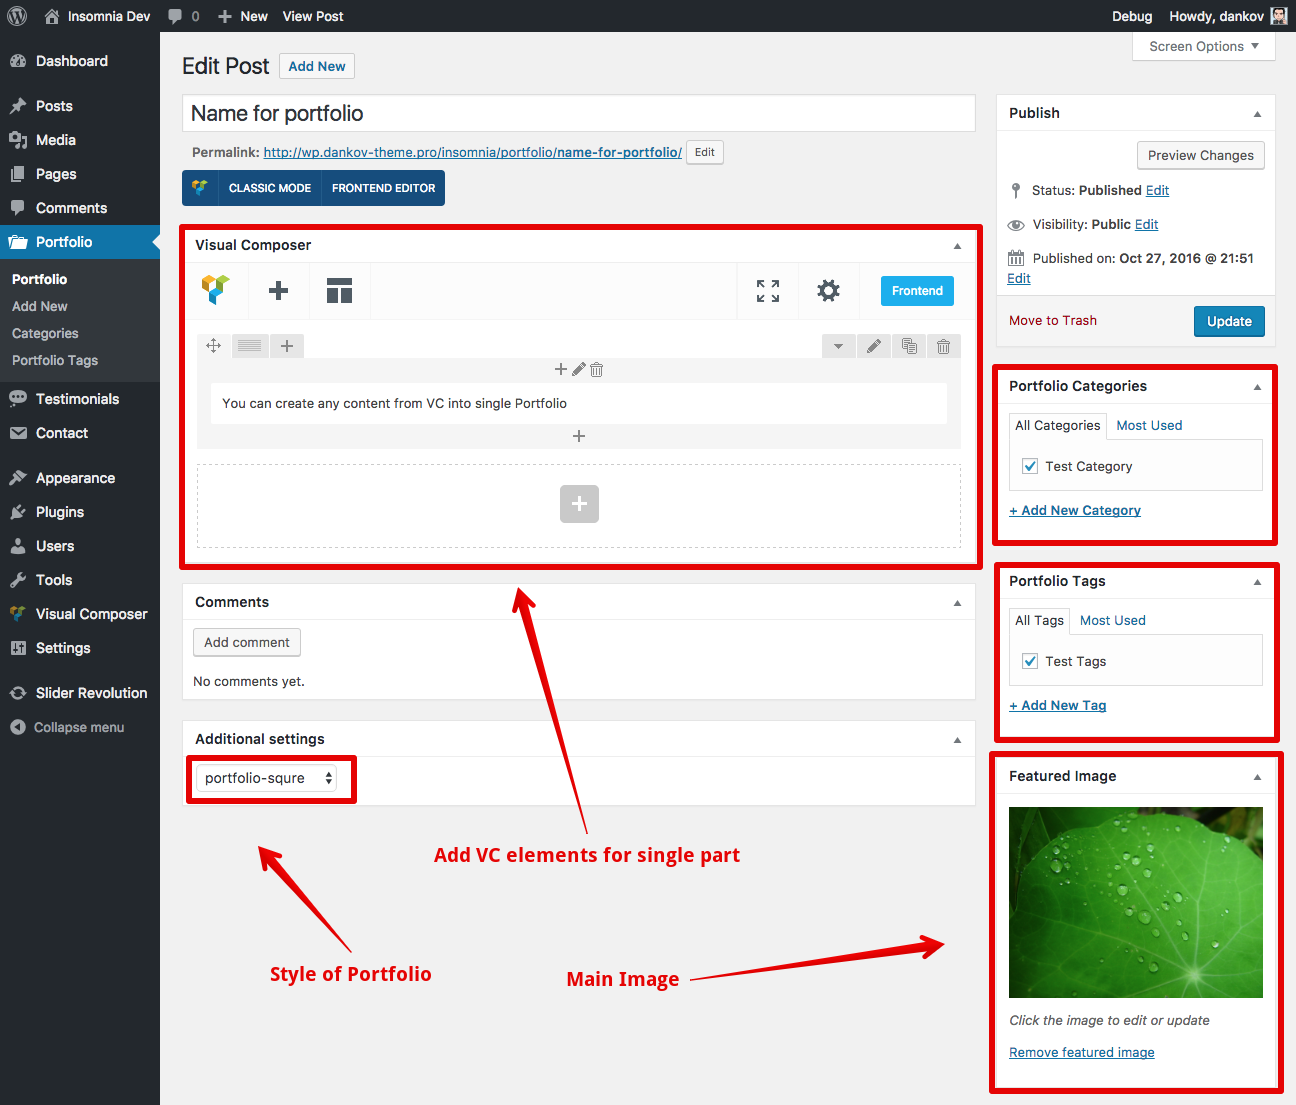 Insomnia Dev 0 New View Post Debug Howdy, dankov
Screen Options
Dashboard
Posts
Media
Pages
Comments
Portfolio
Portfolio
Add New
Categories
Portfolio Tags
Testimonials
Contact
Appearance
Plugins
Users
Tools
Visual Composer
Settings
Slider Revolution
Collapse menu
Edit Post Add New
Name for portfolio
Permalink: http://wp.dankov-theme.pro/insomnia/portfolio/name-for-portfolio/ Edit
CLASSIC MODE FRONTEND EDITOR
Visual Composer
Frontend
You can create any content from VC into single Portfolio
Comments
Add comment
No comments yet.
Additional settings
portfolio-squre
Add VC elements for single part
Style of Portfolio
Main Image
Publish
Preview Changes
Status: Published Edit
Visibility: Public Edit
Published on: Oct 27, 2016 @ 21:51
Edit
Move to Trash Update
Portfolio Categories
All Categories Most Used
Test Category
+ Add New Category
Portfolio Tags
All Tags Most Used
Test Tags
+ Add New Tag
Featured Image
Click the image to edit or update
Remove featured image